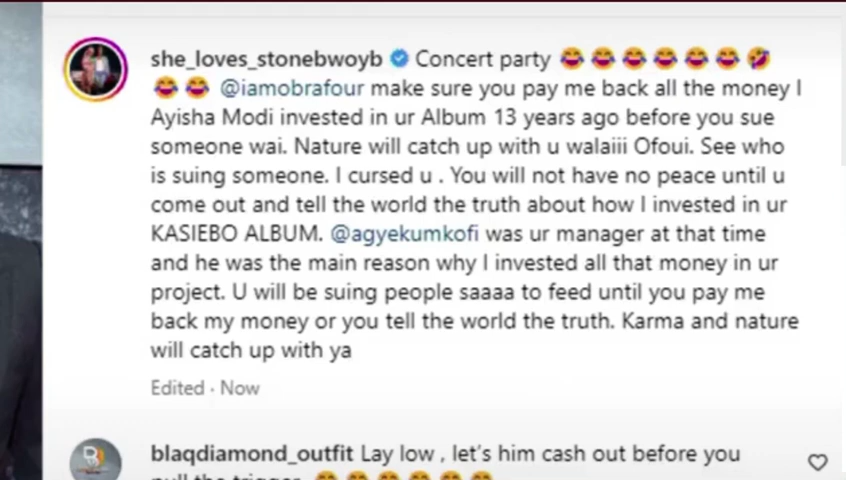 she_loves_stonebwoyb Concert party 😂😂😂😂😂😂🤣
😂😂 @iamobrafour make sure you pay me back all the money I
Ayisha Modi invested in ur Album 13 years ago before you sue
someone wai. Nature will catch up with u walaiii Ofoui. See who
is suing someone. I cursed u . You will not have no peace until u
come out and tell the world the truth about how I invested in ur
KASIEBO ALBUM. @agyekumkofi was ur manager at that time
and he was the main reason why I invested all that money in ur
project. U will be suing people saaaa to feed until you pay me
back my money or you tell the world the truth. Karma and nature
will catch up with ya
Edited · Now
blaqdiamond_outfit Lay low , let's him cash out before you
pull the trigger 😂😂😂😂😂😂